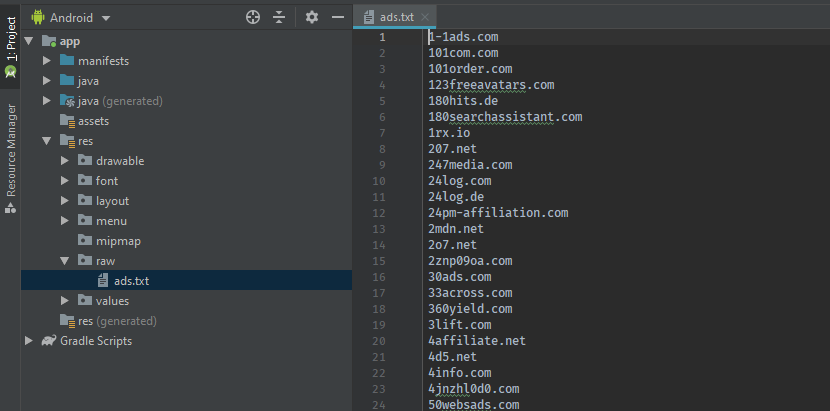 1: Project
Resource Manager
Android
app
manifests
java
java (generated)
assets
res
drawable
font
layout
menu
mipmap
raw
ads.txt
values
res (generated)
Gradle Scripts
ads.txt
1 1-1ads.com
2 101com.com
3 101order.com
4 123freeavatars.com
5 180hits.de
6 180searchassistant.com
7 1rx.io
8 207.net
9 247media.com
10 24log.com
11 24log.de
12 24pm-affiliation.com
13 2mdn.net
14 2o7.net
15 2znp09oa.com
16 30ads.com
17 33across.com
18 360yield.com
19 3lift.com
20 4affiliate.net
21 4d5.net
22 4info.com
23 4jnzhl0d0.com
24 50websads.com